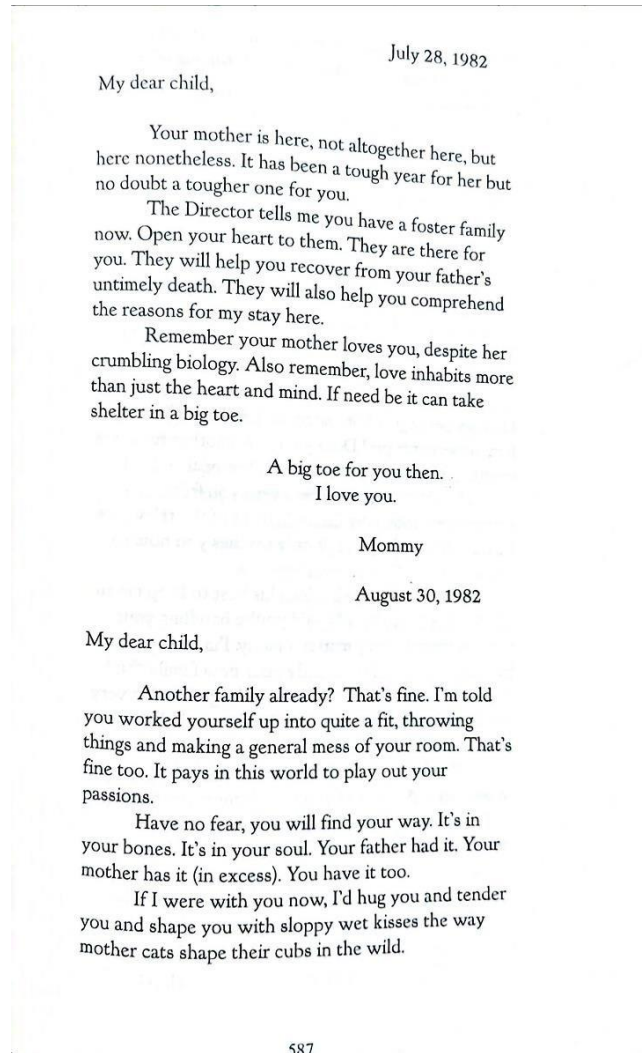 July 28, 1982
My dear child,
Your mother is here, not altogether here, but
here nonetheless. It has been a tough year for her but
no doubt a tougher one for you.
The Director tells me you have a foster family
now. Open your heart to them. They are there for
you. They will help you recover from your father's
untimely death. They will also help you comprehend
the reasons for my stay here.
Remember your mother loves you, despite her
crumbling biology. Also remember, love inhabits more
than just the heart and mind. If need be it can take
shelter in a big toe.
A big toe for you then.
I love you.
Mommy
August 30, 1982
My dear child,
Another family already? That's fine. I'm told
you worked yourself up into quite a fit, throwing
things and making a general mess of your room. That's
fine too. It pays in this world to play out your
passions.
Have no fear, you will find your way. It's in
your bones. It's in your soul. Your father had it. Your
mother has it (in excess). You have it too.
If I were with you now, I'd hug you and tender
you and shape you with sloppy wet kisses the way
mother cats shape their cubs in the wild.
587